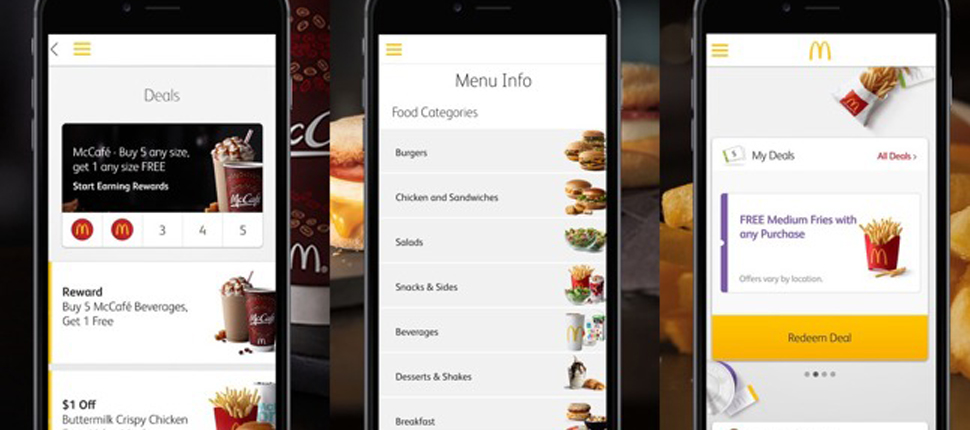 Deals
McCafé - Buy 5 any size,
get 1 any size FREE
Start Earning Rewards
McCafé
3 4 5
Reward
Buy 5 McCafé Beverages,
Get 1 Free
McCafé
$1 Off
Buttermilk Crispy Chicken
Menu Info
Food Categories
Burgers
Chicken and Sandwiches
Salads
Snacks & Sides
Beverages
Desserts & Shakes
Breakfast
My Deals
All Deals >
FREE Medium Fries with
any Purchase
Offers vary by location.
Redeem Deal